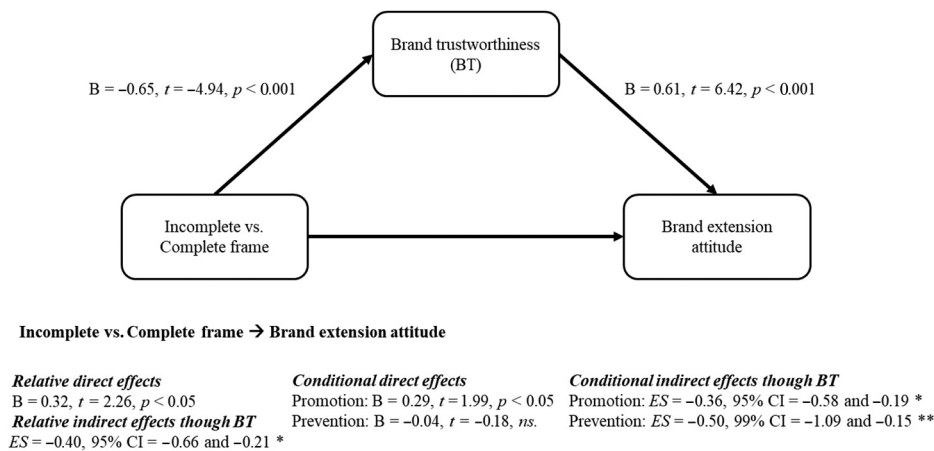 Brand trustworthiness
(BT)
B = –0.65, t = –4.94, p < 0.001
B = 0.61, t = 6.42, p < 0.001
Incomplete vs.
Complete frame
Brand extension
attitude
Incomplete vs. Complete frame → Brand extension attitude
Relative direct effects
B = 0.32, t = 2.26, p < 0.05
Relative indirect effects though BT
ES = –0.40, 95% CI = –0.66 and –0.21 *
Conditional direct effects
Promotion: B = 0.29, t = 1.99, p < 0.05
Prevention: B = –0.04, t = –0.18, ns.
Conditional indirect effects though BT
Promotion: ES = –0.36, 95% CI = –0.58 and –0.19 *
Prevention: ES = –0.50, 99% CI = –1.09 and –0.15 **